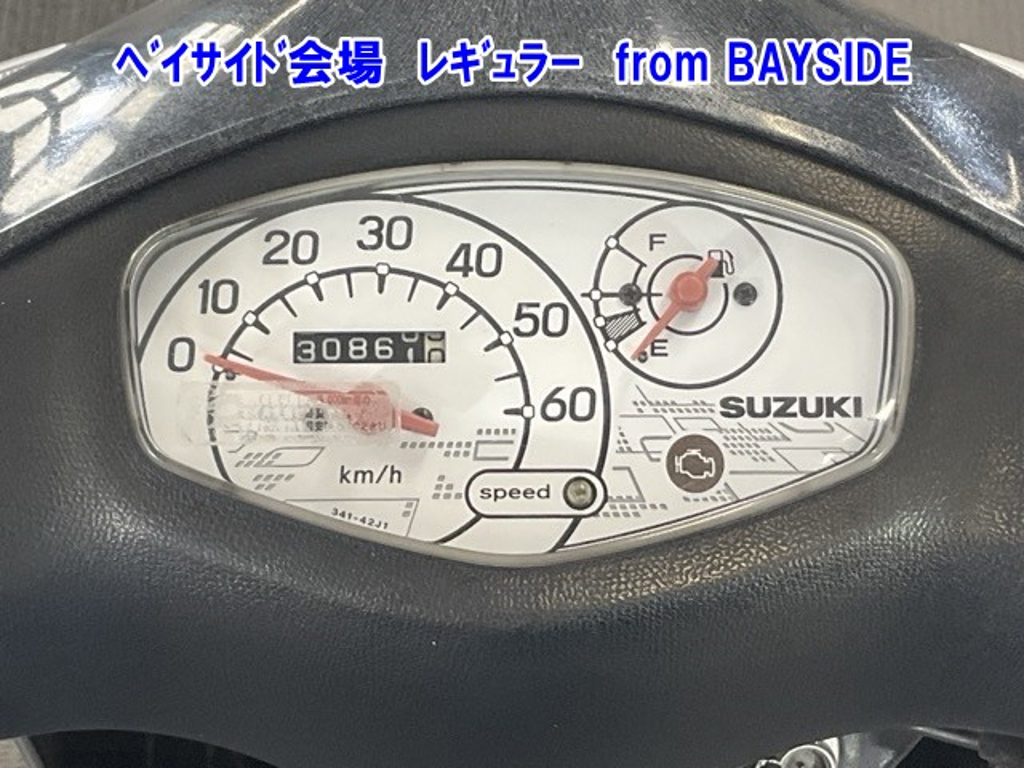 ﾍﾞｲｻｲﾄﾞ会場　ﾚｷﾞｭﾗｰ　from BAYSIDE
0 10 20 30 40 50 60
30861
F
E
SUZUKI
km/h
speed
341-42J1